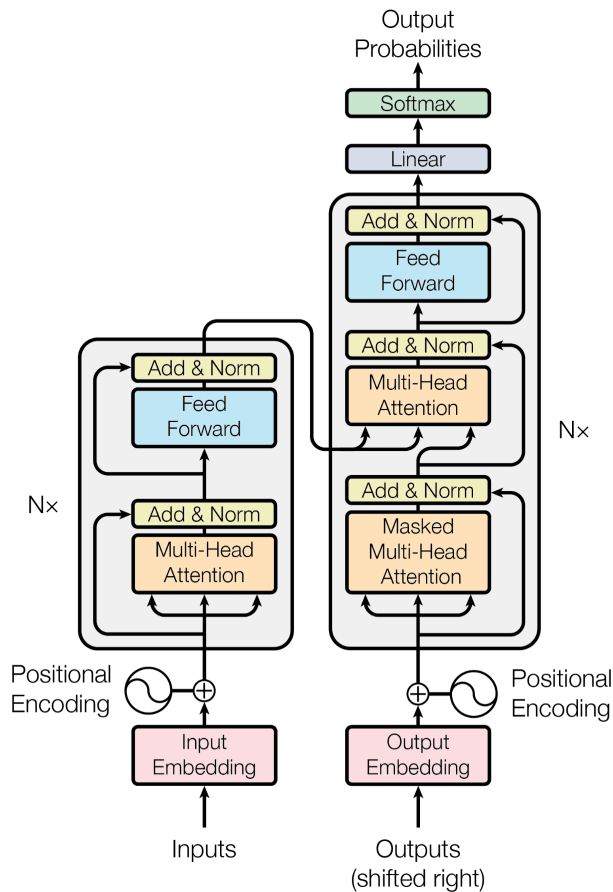 Output
Probabilities
Softmax
Linear
Add & Norm
Feed
Forward
Add & Norm
Multi-Head
Attention
Add & Norm
Masked
Multi-Head
Attention
N×
Add & Norm
Feed
Forward
Add & Norm
Multi-Head
Attention
N×
Positional
Encoding
Positional
Encoding
Input
Embedding
Output
Embedding
Inputs
Outputs
(shifted right)